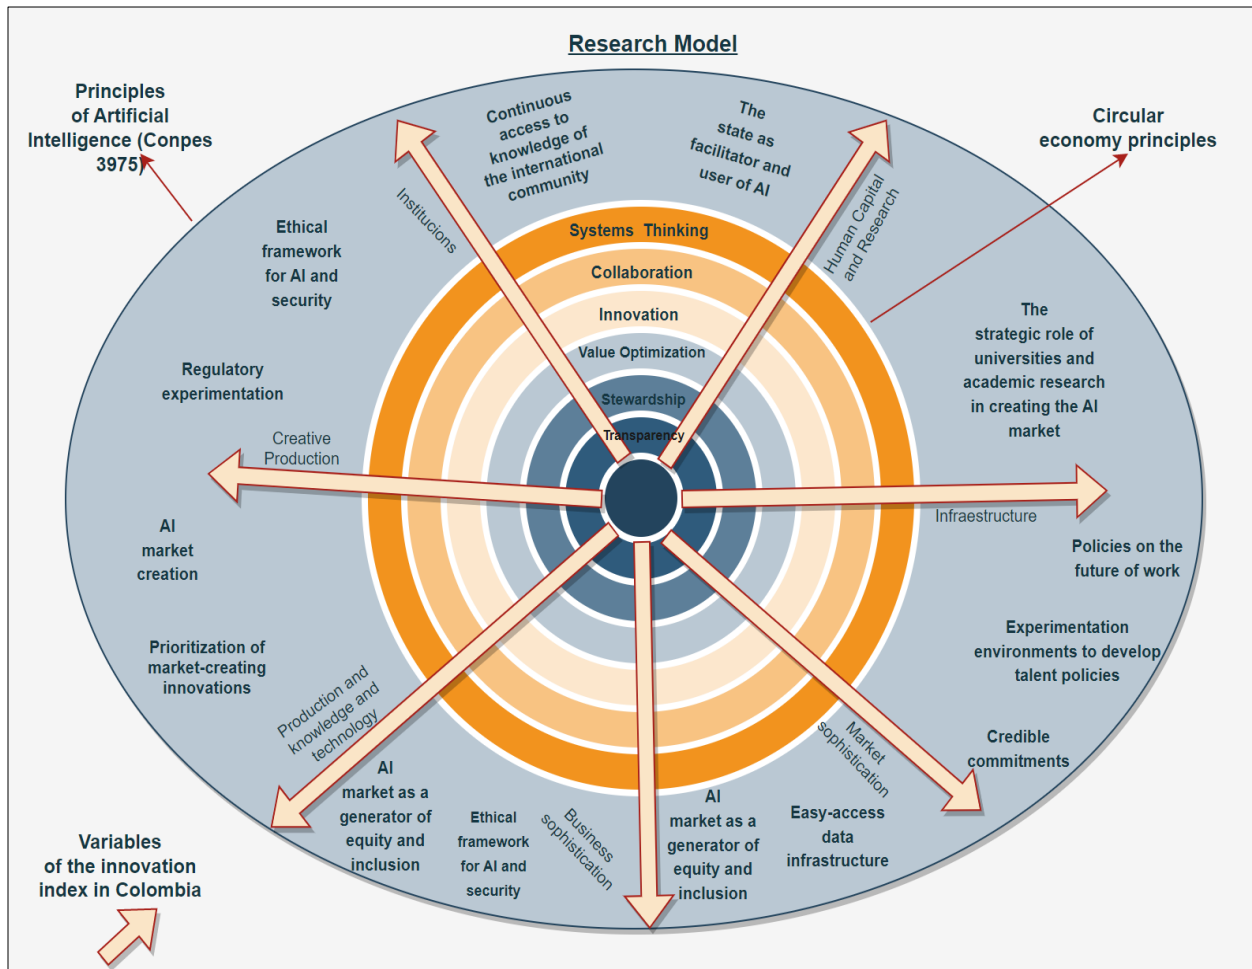 Research Model
Principles
of Artificial
Intelligence (Conpes
3975)
Circular
economy principles
Continuous
access to
knowledge of
the international
community
The
state as
facilitator and
user of AI
Institucions
Human Capital
and Research
Ethical
framework
for AI and
security
Systems Thinking
Collaboration
Innovation
Value Optimization
Stewardship
Transparency
The
strategic role of
universities and
academic research
in creating the AI
market
Regulatory
experimentation
Creative
Production
Infraestructure
AI
market
creation
Policies on the
future of work
Prioritization of
market-creating
innovations
Experimentation
environments to develop
talent policies
Production and
knowledge and
technology
Market
sophistication
Credible
commitments
AI
market as a
generator of
equity and
inclusion
Ethical
framework
for AI and
security
Business
sophistication
AI
market as a
generator of
equity and
inclusion
Easy-access
data
infrastructure
Variables
of the innovation
index in Colombia